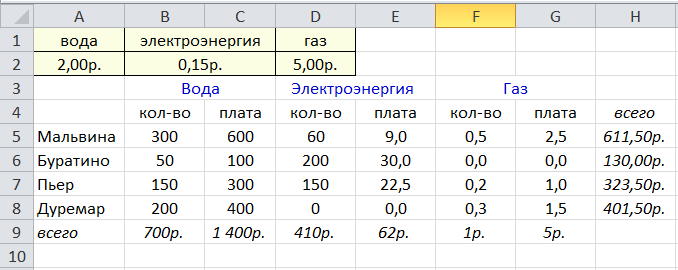 A B C D E F G H
1 вода электроэнергия газ
2 2,00р. 0,15р. 5,00р.
3 Вода Электроэнергия Газ
4 кол-во плата кол-во плата кол-во плата всего
5 Мальвина 300 600 60 9,0 0,5 2,5 611,50р.
6 Буратино 50 100 200 30,0 0,0 0,0 130,00р.
7 Пьер 150 300 150 22,5 0,2 1,0 323,50р.
8 Дуремар 200 400 0 0,0 0,3 1,5 401,50р.
9 всего 700р. 1 400р. 410р. 62р. 1р. 5р.
10